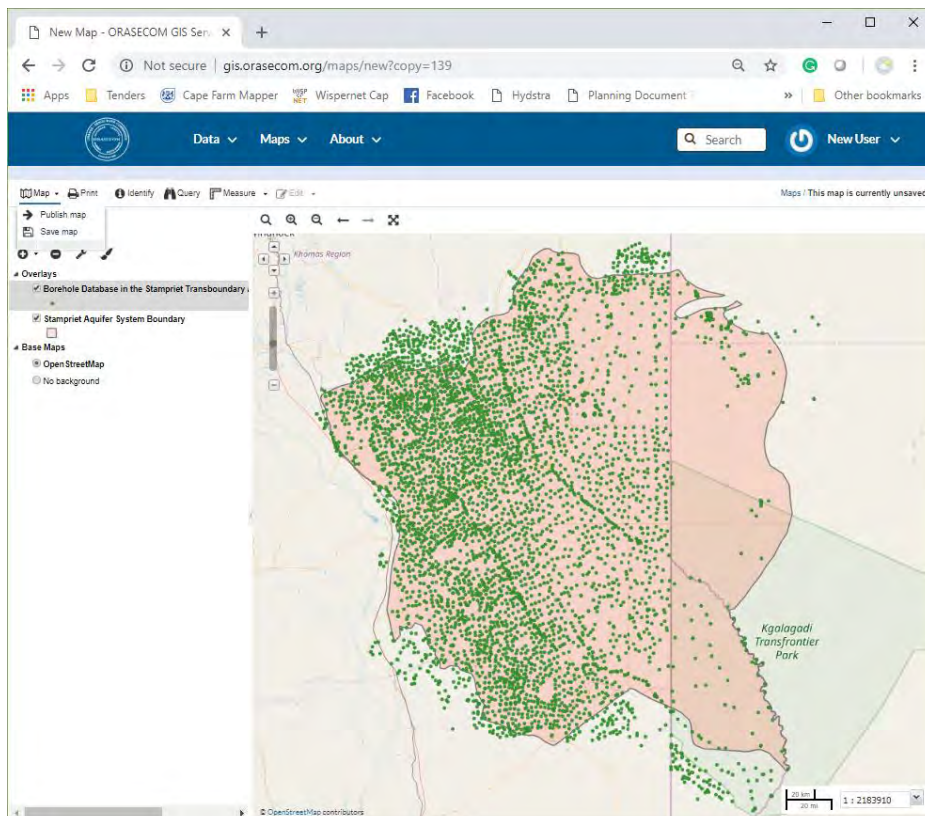 New Map - ORASECOM GIS Serv
Not secure | gis.orasecom.org/maps/new?copy=139
Apps Tenders Cape Farm Mapper WISP NET Wispernet Cap Facebook Hydstra Planning Document » Other bookmarks
ORASECOM Data Maps About Search New User
Map Print Identify Query Measure Edit Maps / This map is currently unsaved
Publish map
Save map
Khomas Region
Overlays
Borehole Database in the Stampriet Transboundary
Stampriet Aquifer System Boundary
Base Maps
OpenStreetMap
No background
Kgalagadi
Transfrontier
Park
20 km
20 mi
1 : 2183910
© OpenStreetMap contributors